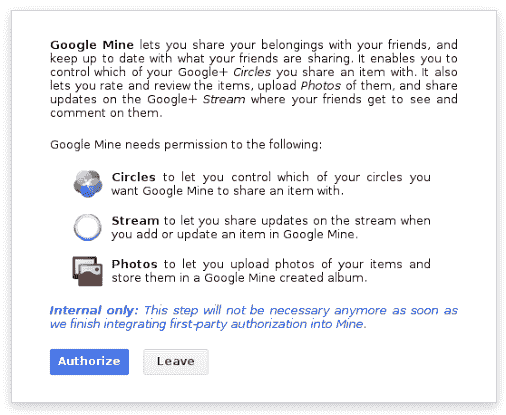 Google Mine lets you share your belongings with your friends, and
keep up to date with what your friends are sharing. It enables you to
control which of your Google+ Circles you share an item with. It also
lets you rate and review the items, upload Photos of them, and share
updates on the Google+ Stream where your friends get to see and
comment on them.
Google Mine needs permission to the following:
Circles to let you control which of your circles you
want Google Mine to share an item with.
Stream to let you share updates on the stream when
you add or update an item in Google Mine.
Photos to let you upload photos of your items and
store them in a Google Mine created album.
Internal only: This step will not be necessary anymore as soon as
we finish integrating first-party authorization into Mine.
Authorize Leave